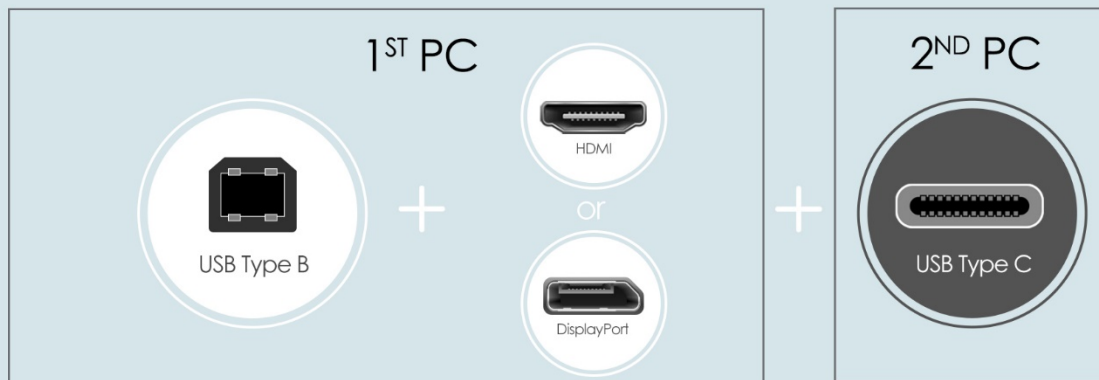 1ST PC
USB Type B
HDMI
or
DisplayPort
2ND PC
USB Type C